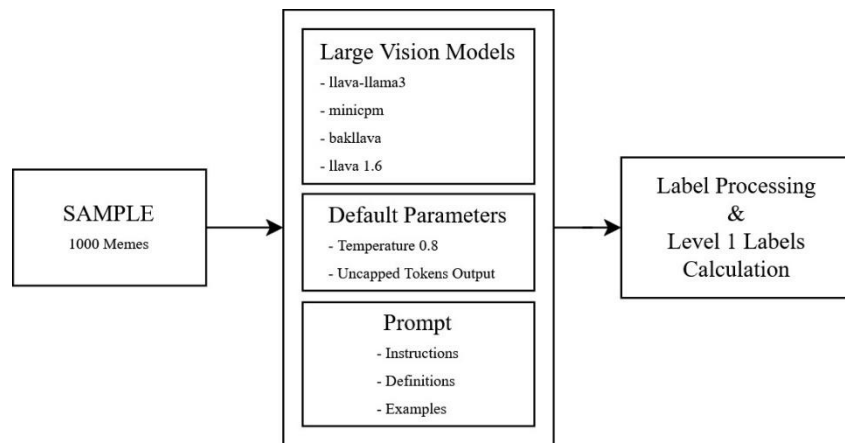 SAMPLE
1000 Memes
Large Vision Models
- llava-llama3
- minicpm
- bakllava
- llava 1.6
Default Parameters
- Temperature 0.8
- Uncapped Tokens Output
Prompt
- Instructions
- Definitions
- Examples
Label Processing
&
Level 1 Labels
Calculation